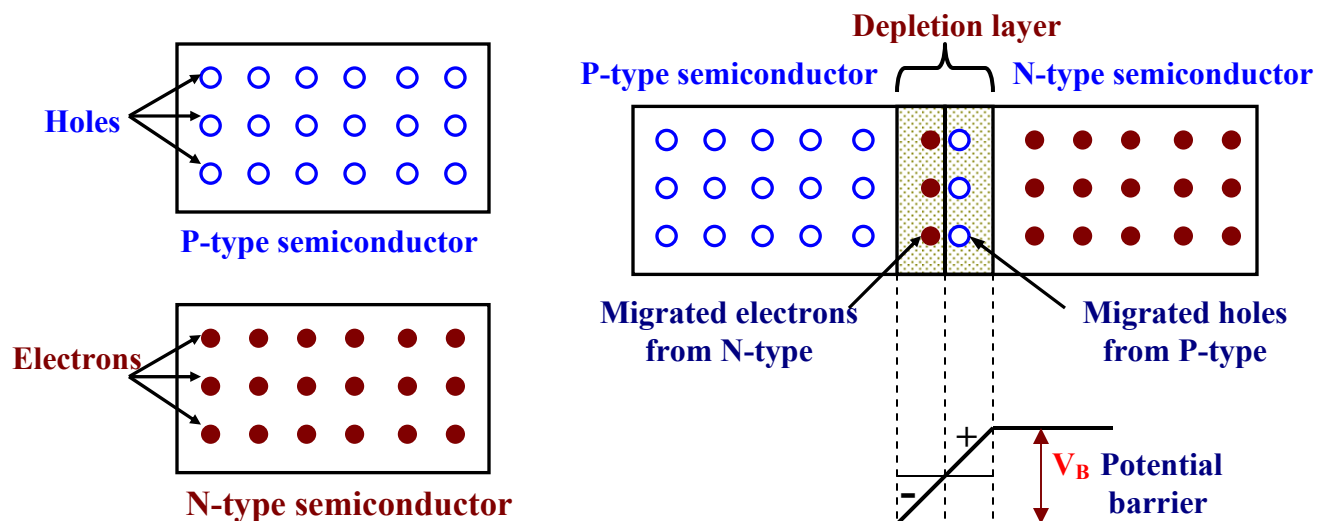 Holes
P-type semiconductor
Electrons
N-type semiconductor
Depletion layer
P-type semiconductor
N-type semiconductor
Migrated electrons
from N-type
Migrated holes
from P-type
+
-
V_B Potential
barrier